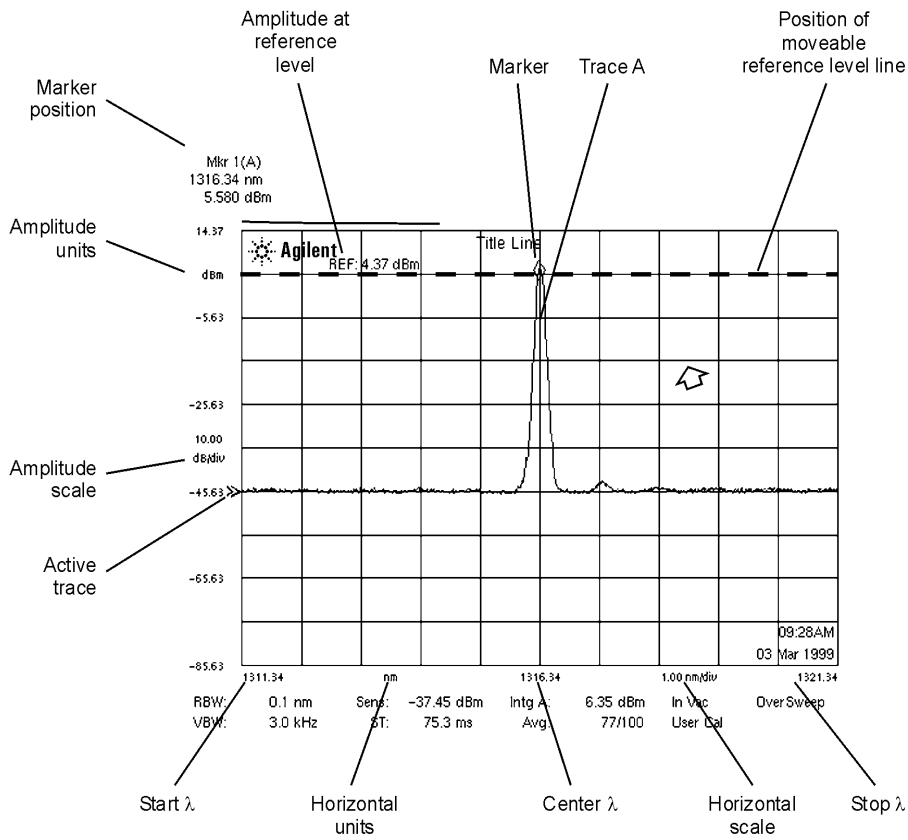 Amplitude at
reference
level
Marker
Trace A
Position of
moveable
reference level line
Marker
position
Mkr 1(A)
1316.34 nm
5.580 dBm
Amplitude
units
14.37
Agilent
Title Line
REF: 4.37 dBm
dBm
-5.63
-25.63
10.00
dB/div
Amplitude
scale
-45.63
Active
trace
-65.63
09:28AM
03 Mar 1999
-85.63
1311.34 nm 1316.34 1.00 nm/div 1321.34
RBW: 0.1 nm Sens: -37.45 dBm Intg A: 6.35 dBm In Vac OverSweep
VBW: 3.0 kHz ST: 75.3 ms Avg: 77/100 User Cal
Start λ
Horizontal
units
Center λ
Horizontal
scale
Stop λ